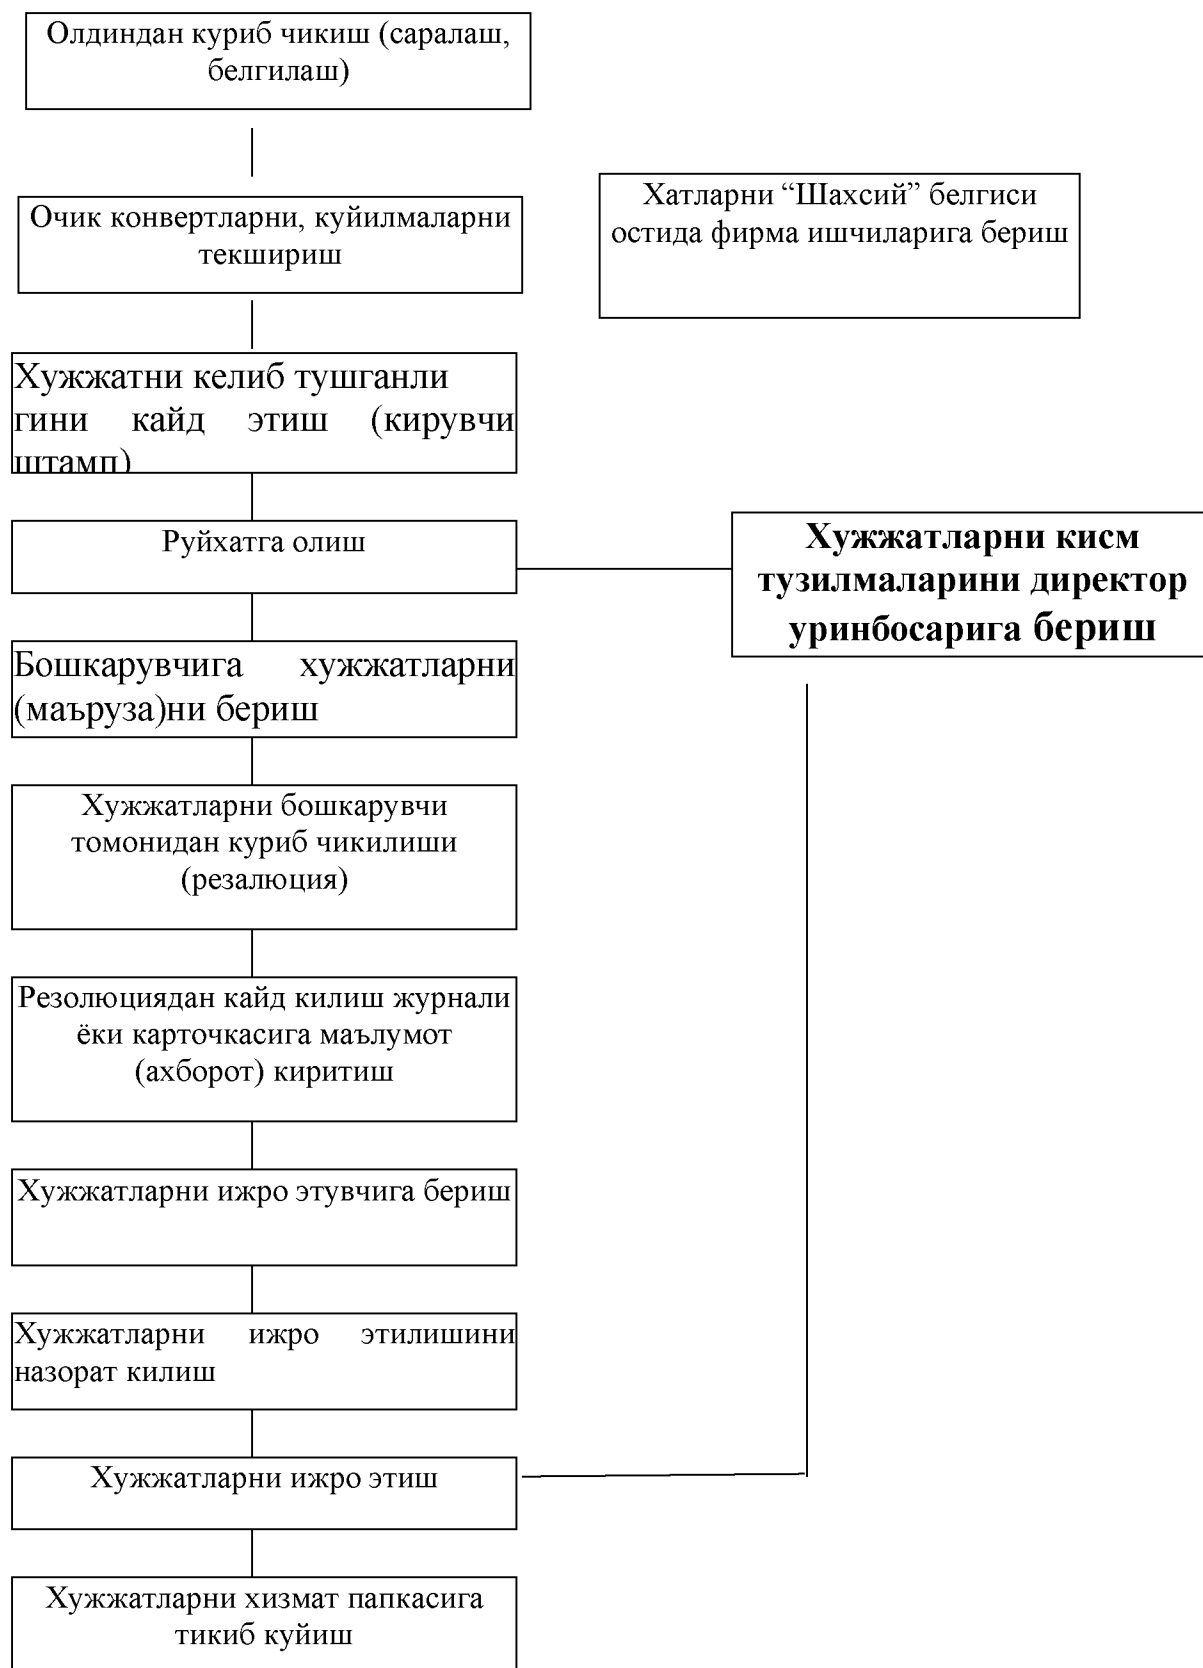 Олдиндан куриб чикиш (саралаш,
белгилаш)
Очик конвертларни, куйилмаларни
текшириш
Хатларни “Шахсий” белгиси
остида фирма ишчиларига бериш
Хужжатни келиб тушганли
гини кайд этиш (кирувчи
штамп)
Руйхатга олиш
Хужжатларни кисм
тузилмаларини директор
уринбосарига бериш
Бошкарувчига хужжатларни
(маъруза)ни бериш
Хужжатларни бошкарувчи
томонидан куриб чикилиши
(резалюция)
Резолюциядан кайд килиш журнали
ёки карточкасига маълумот
(ахборот) киритиш
Хужжатларни ижро этувчига бериш
Хужжатларни ижро этилишини
назорат килиш
Хужжатларни ижро этиш
Хужжатларни хизмат папкасига
тикиб куйиш